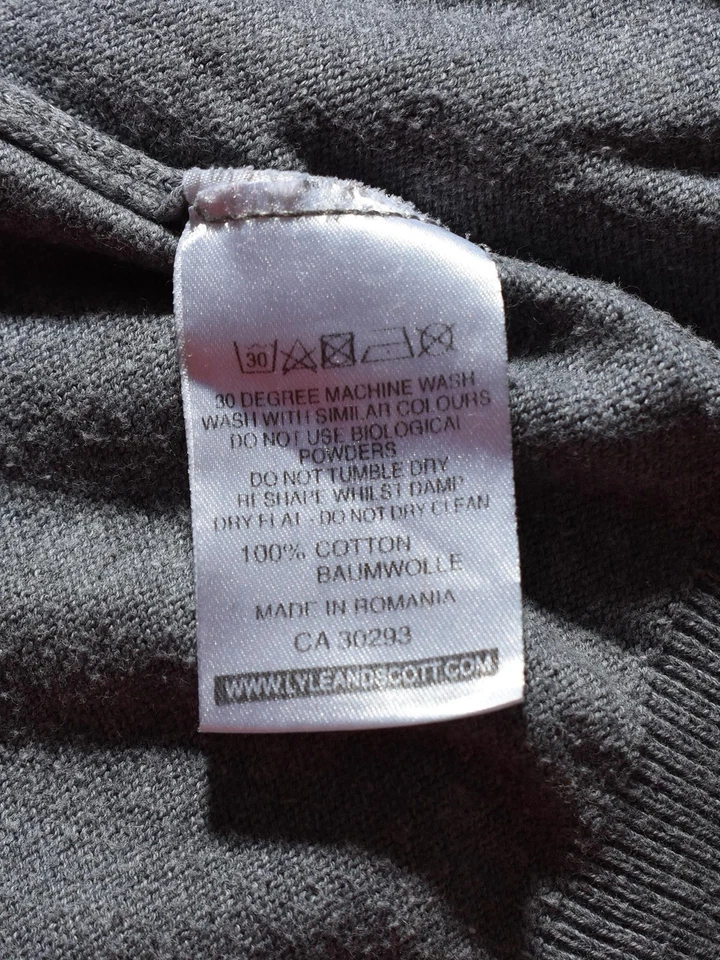 30
30 DEGREE MACHINE WASH
WASH WITH SIMILAR COLOURS
DO NOT USE BIOLOGICAL
POWDERS
DO NOT TUMBLE DRY
RESHAPE WHILST DAMP
DRY FLAT - DO NOT DRY CLEAN
100% COTTON
BAUMWOLLE
MADE IN ROMANIA
CA 30293
WWW.LYLEANDSCOTT.COM